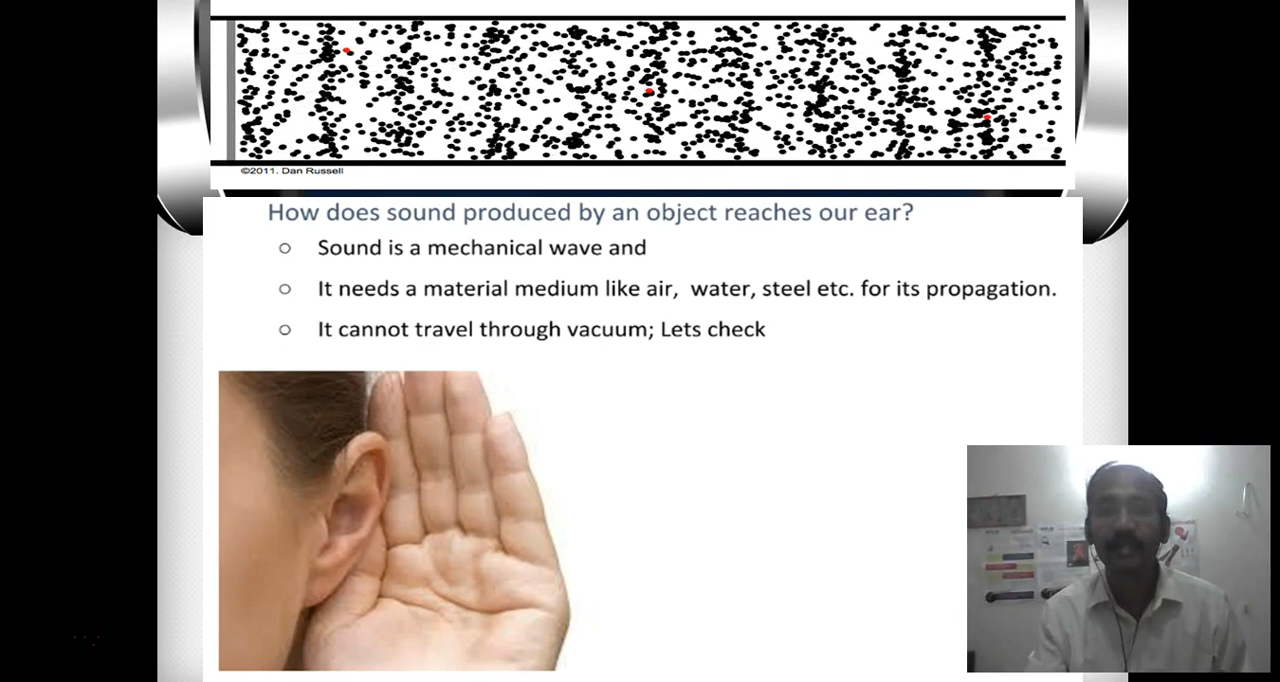 ©2011. Dan Russell
How does sound produced by an object reaches our ear?
Sound is a mechanical wave and
It needs a material medium like air, water, steel etc. for its propagation.
It cannot travel through vacuum; Lets check